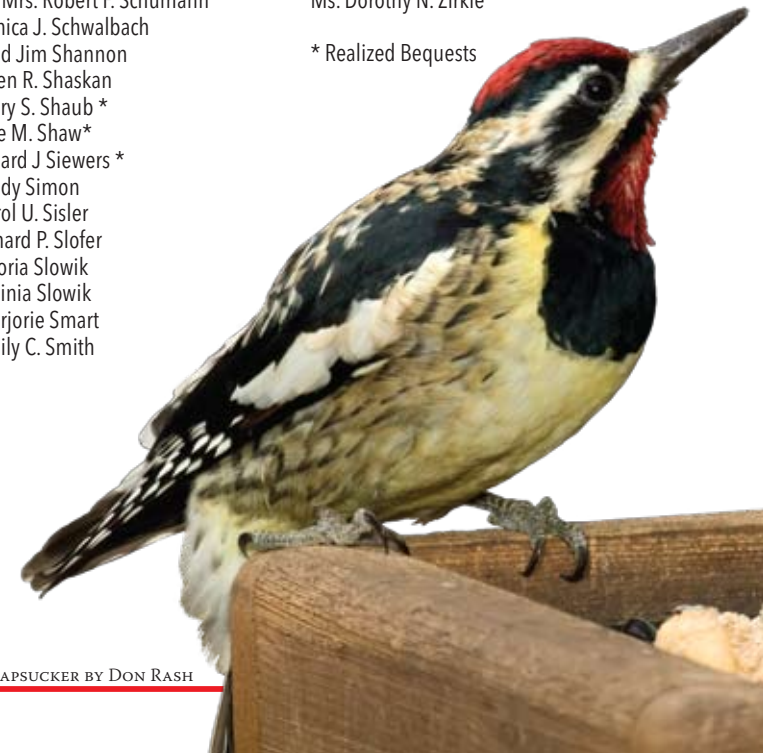 Mrs. Robert F. Schumann
nica J. Schwalbach
d Jim Shannon
en R. Shaskan
ry S. Shaub *
e M. Shaw*
ard J Siewers *
dy Simon
rol U. Sisler
hard P. Slofer
oria Slowik
inia Slowik
rjorie Smart
ily C. Smith
Ms. Dorothy N. Zirkle
* Realized Bequests
APSUCKER BY DON RASH